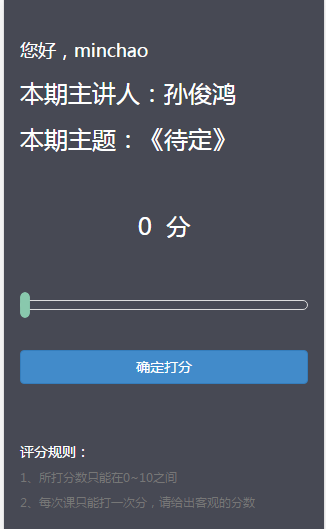 您好，minchao
本期主讲人：孙俊鸿
本期主题：《待定》
0 分
确定打分
评分规则：
1、所打分数只能在0~10之间
2、每次课只能打一次分，请给出客观的分数